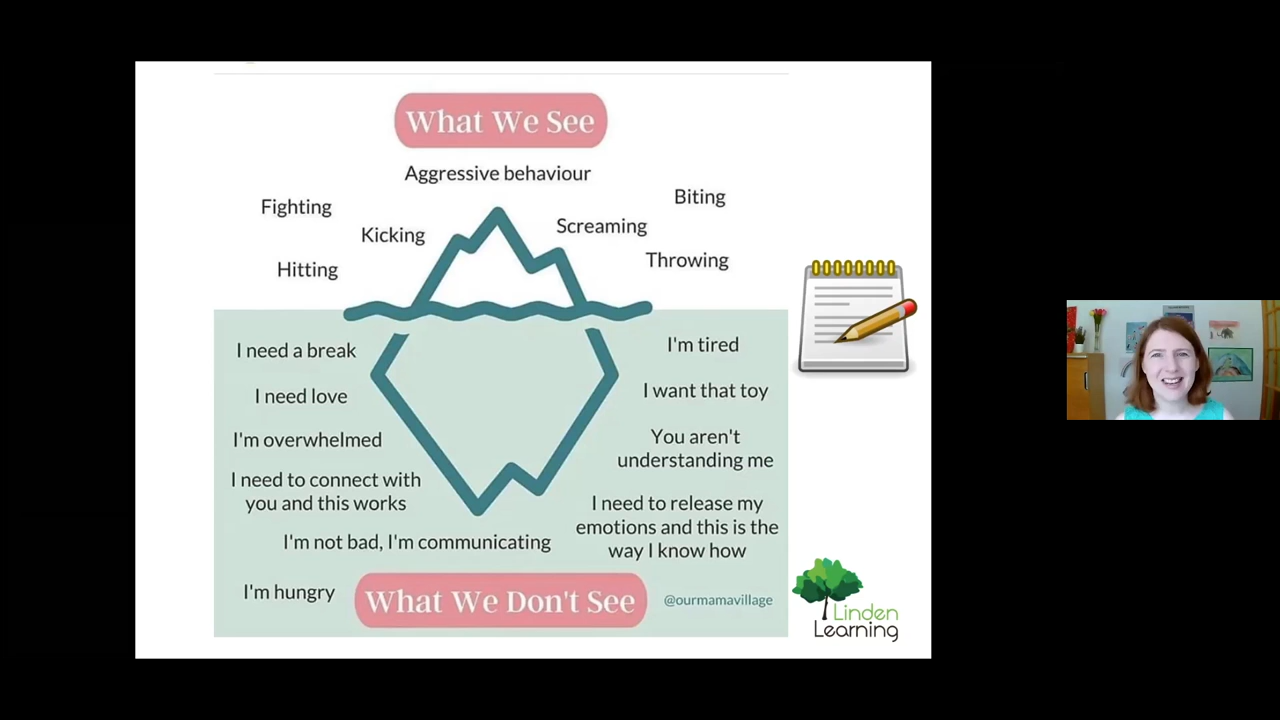 What We See
Aggressive behaviour
Biting
Fighting
Screaming
Kicking
Throwing
Hitting
I need a break
I'm tired
I need love
I want that toy
I'm overwhelmed
You aren't
understanding me
I need to connect with
you and this works
I need to release my
emotions and this is the
way I know how
I'm not bad, I'm communicating
I'm hungry
What We Don't See
@ourmamavillage
Linden
Learning